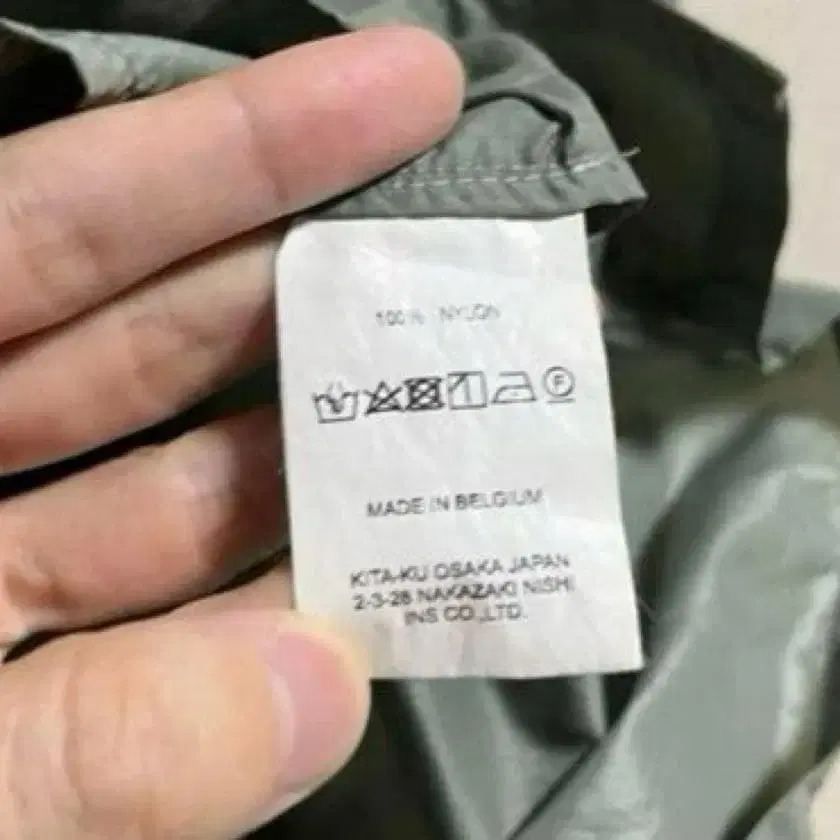 100% NYLON
F
MADE IN BELGIUM
KITA-KU OSAKA JAPAN
2-3-28 NAKAZAKI NISHI
INS CO.,LTD.